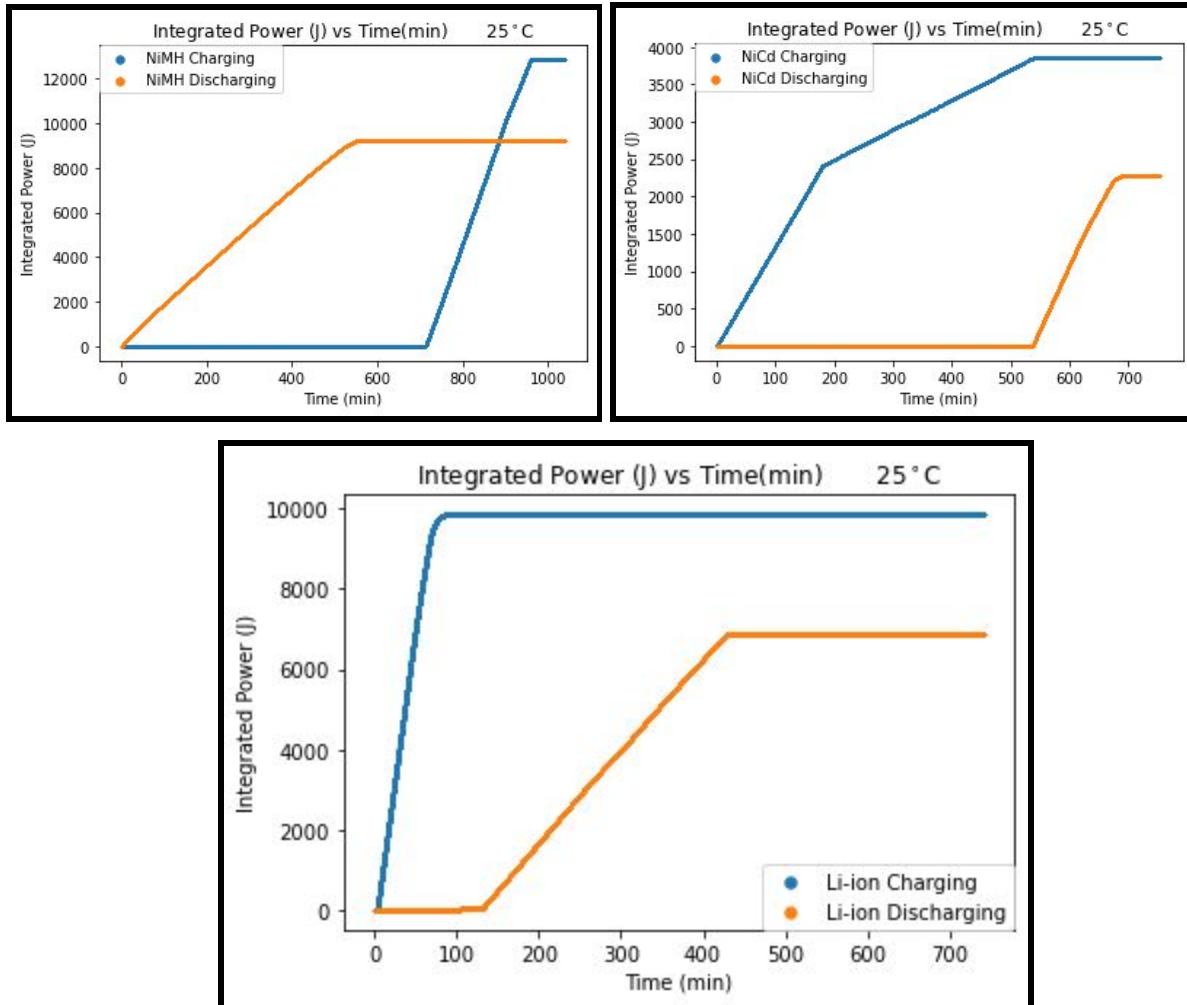 Integrated Power (J) vs Time(min) 25°C
NiMH Charging
NiMH Discharging
Integrated Power (J)
12000
10000
8000
6000
4000
2000
0
0 200 400 600 800 1000
Time (min)
Integrated Power (J) vs Time(min) 25°C
NiCd Charging
NiCd Discharging
Integrated Power (J)
4000
3500
3000
2500
2000
1500
1000
500
0
0 100 200 300 400 500 600 700
Time (min)
Integrated Power (J) vs Time(min) 25°C
Integrated Power (J)
10000
8000
6000
4000
2000
0
Li-ion Charging
Li-ion Discharging
0 100 200 300 400 500 600 700
Time (min)